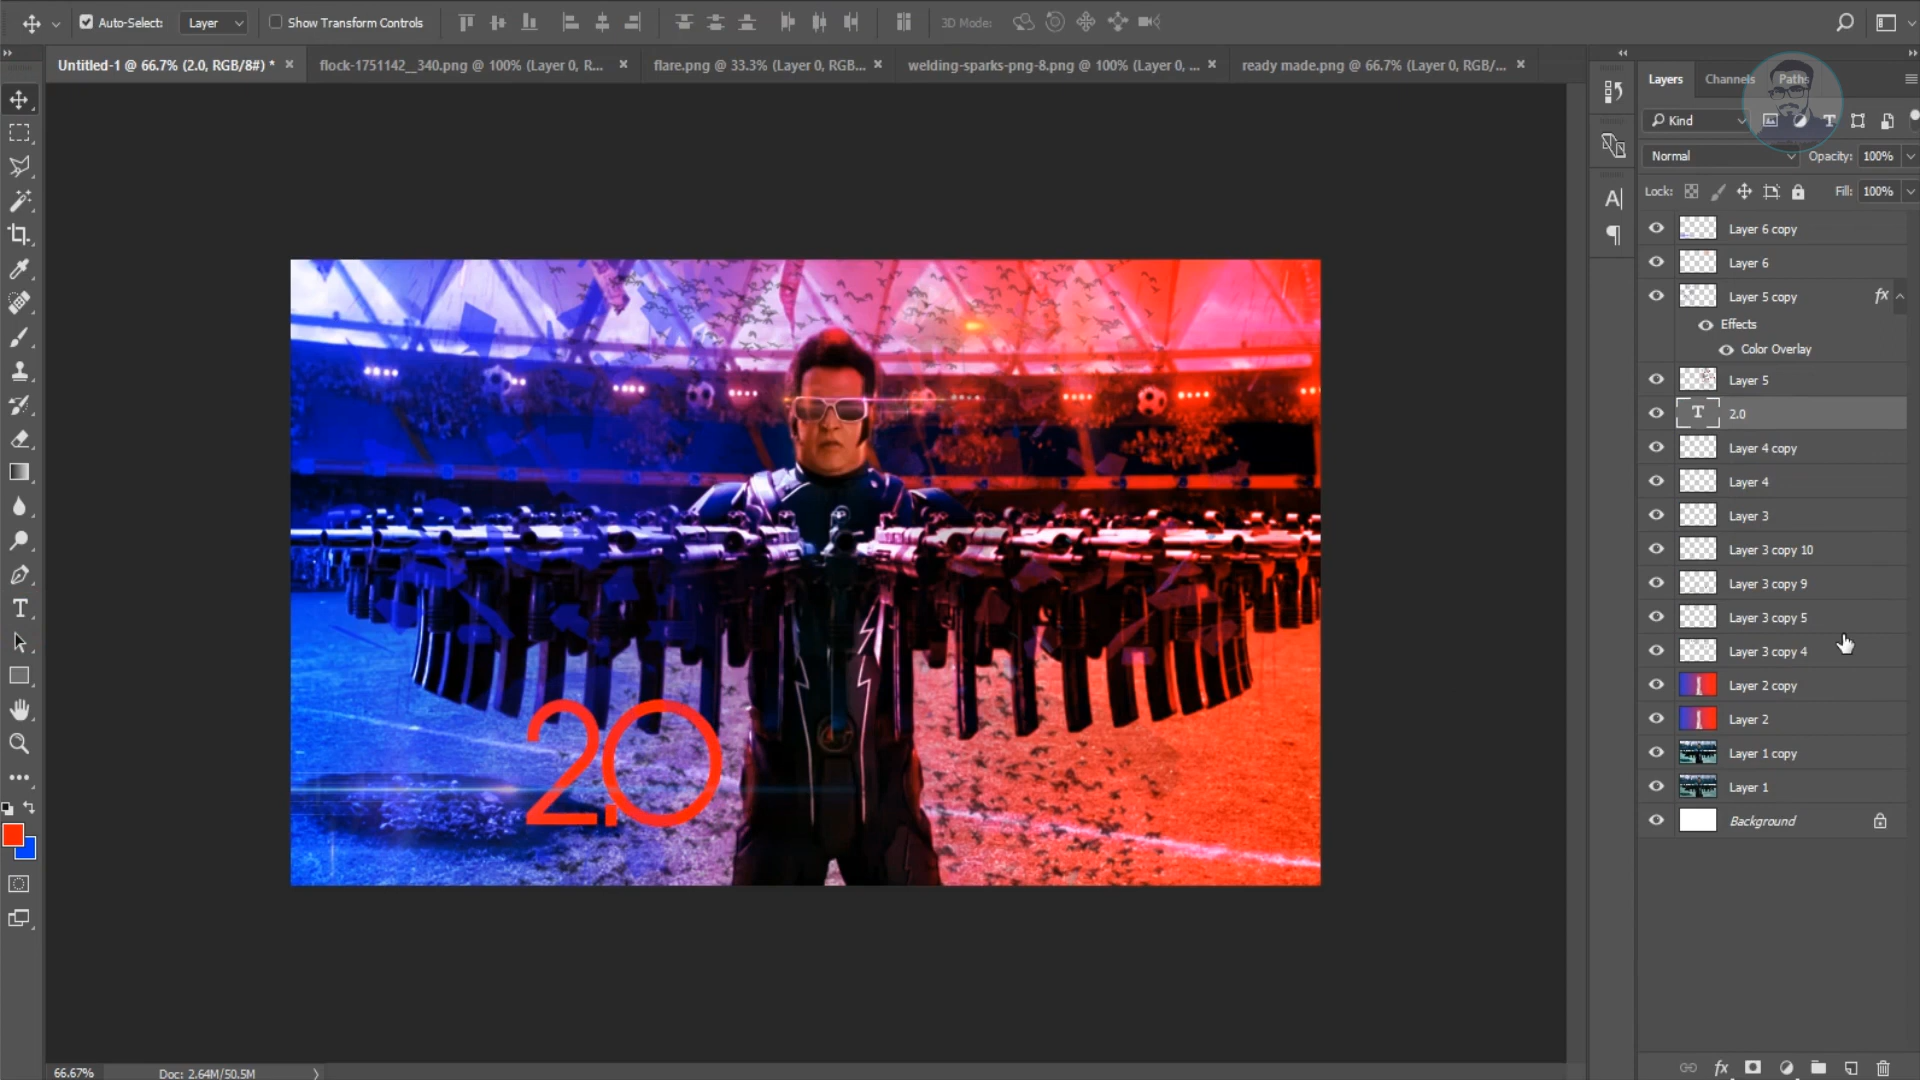 Auto-Select: Layer Show Transform Controls 3D Mode:
Untitled-1 @ 66.7% (2.0, RGB/8#) * × flock-1751142__340.png @ 100% (Layer 0, R... × flare.png @ 33.3% (Layer 0, RGB... × welding-sparks-png-8.png @ 100% (Layer 0, ... × ready made.png @ 66.7% (Layer 0, RGB/... ×
Layers Channels Paths
Kind
Normal Opacity: 100%
Lock: Fill: 100%
Layer 6 copy
Layer 6
Layer 5 copy fx
Effects
Color Overlay
Layer 5
T 2.0
Layer 4 copy
Layer 4
Layer 3
Layer 3 copy 10
Layer 3 copy 9
Layer 3 copy 5
Layer 3 copy 4
Layer 2 copy
Layer 2
Layer 1 copy
Layer 1
Background
2.0
66.67% Doc: 2.64M/50.5M
fx